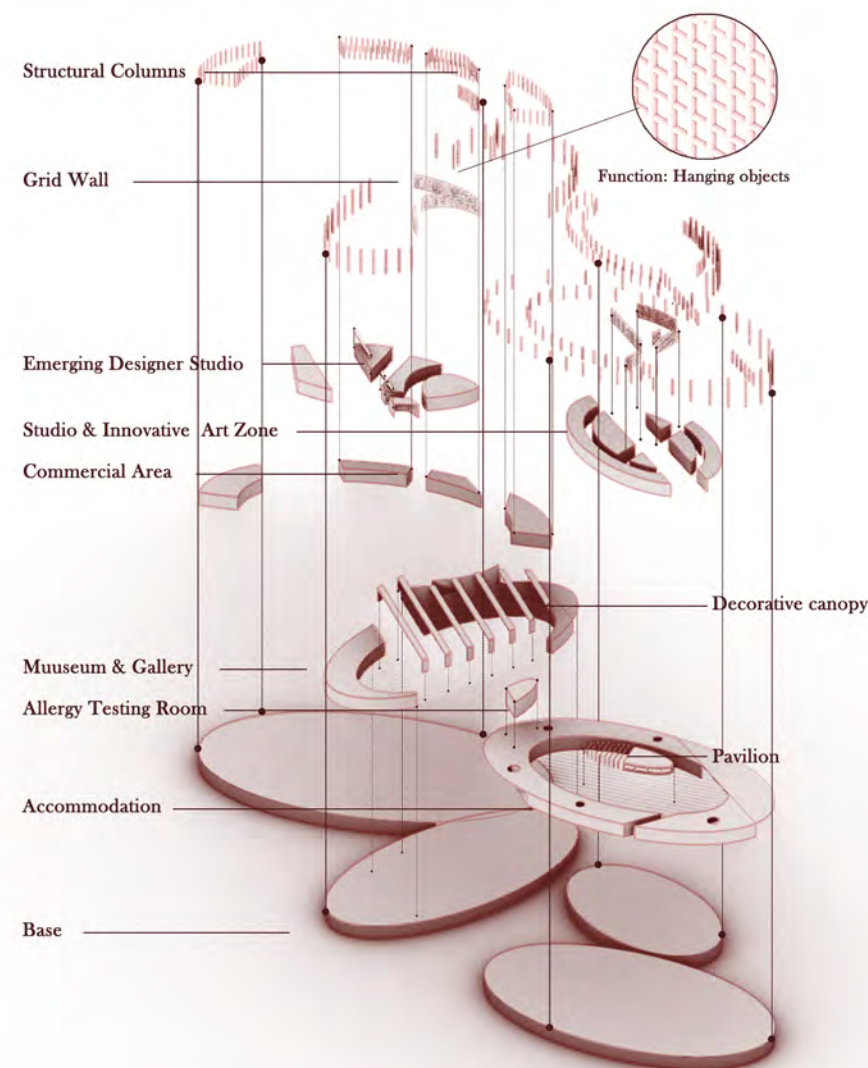 Structural Columns
Function: Hanging objects
Grid Wall
Emerging Designer Studio
Studio & Innovative Art Zone
Commercial Area
Decorative canopy
Muuseum & Gallery
Allergy Testing Room
Pavilion
Accommodation
Base